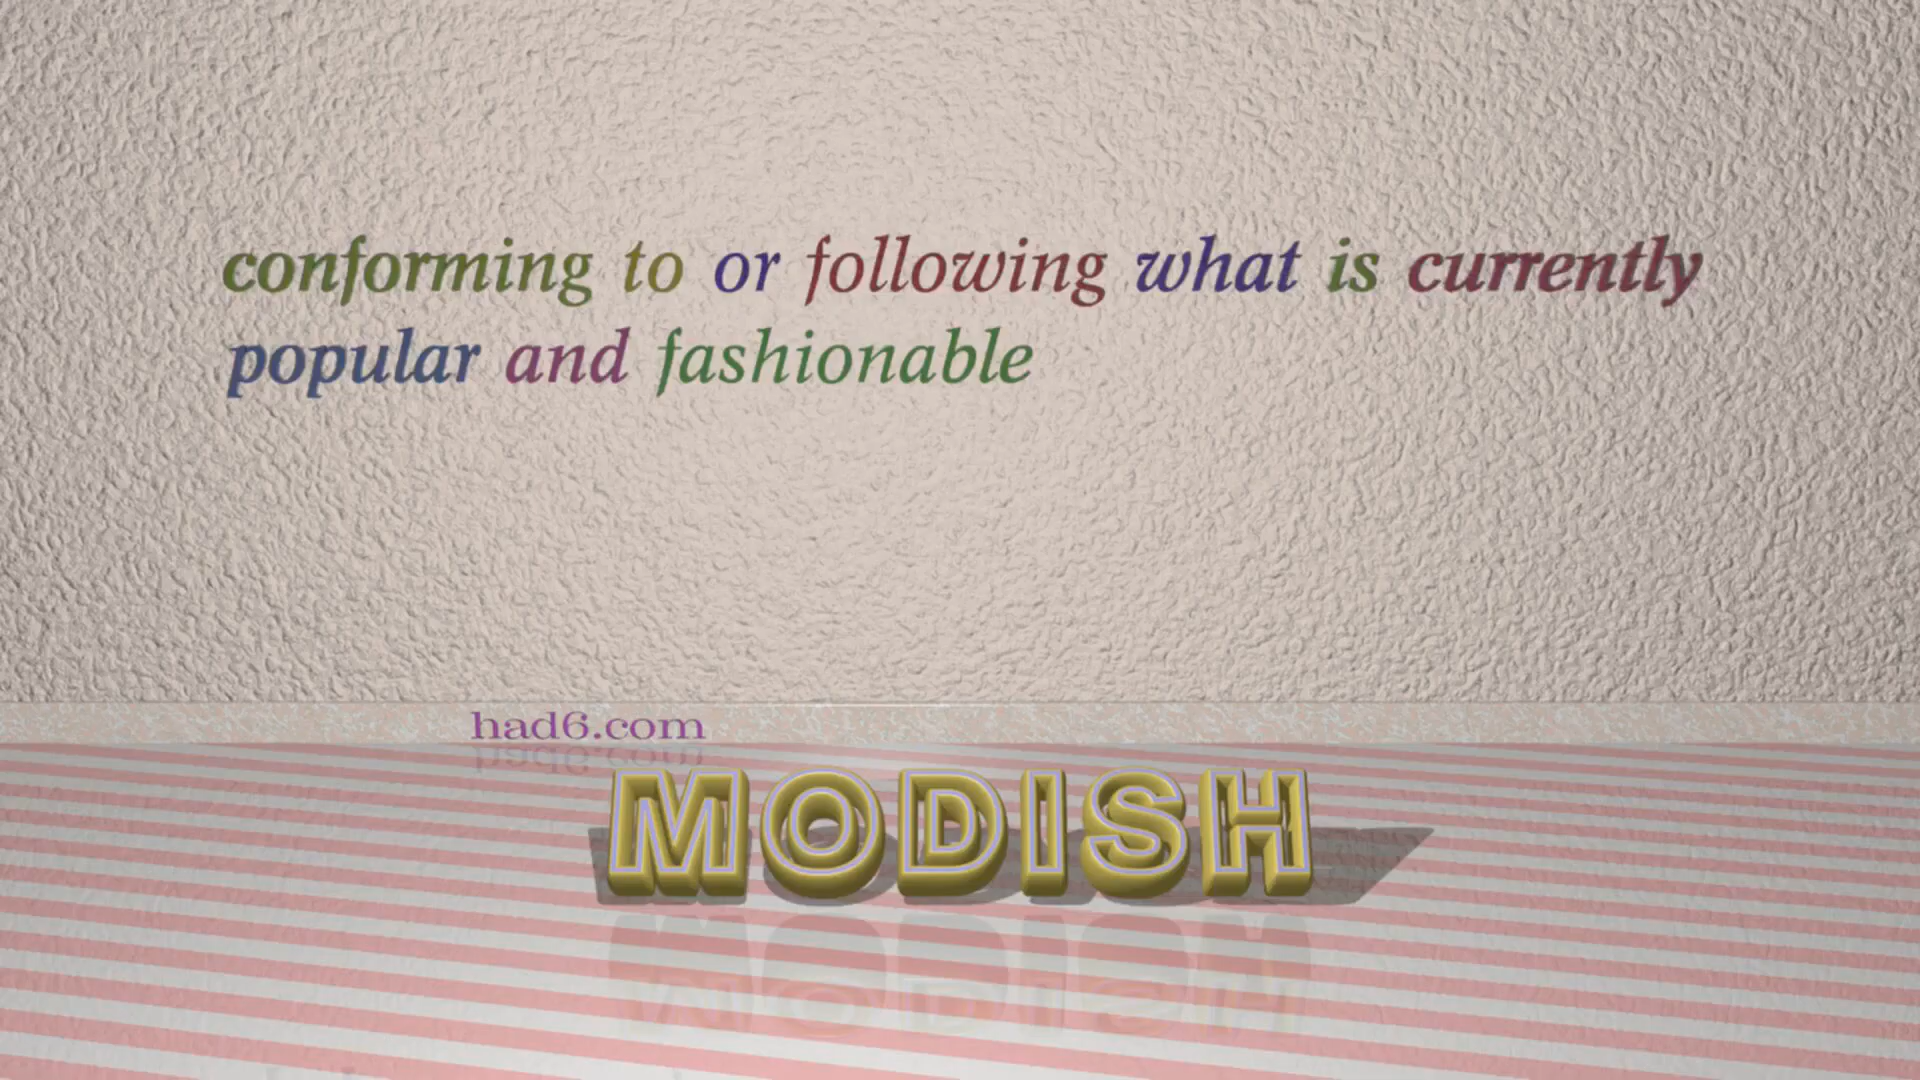 conforming to or following what is currently
popular and fashionable
had6.com
MODISH